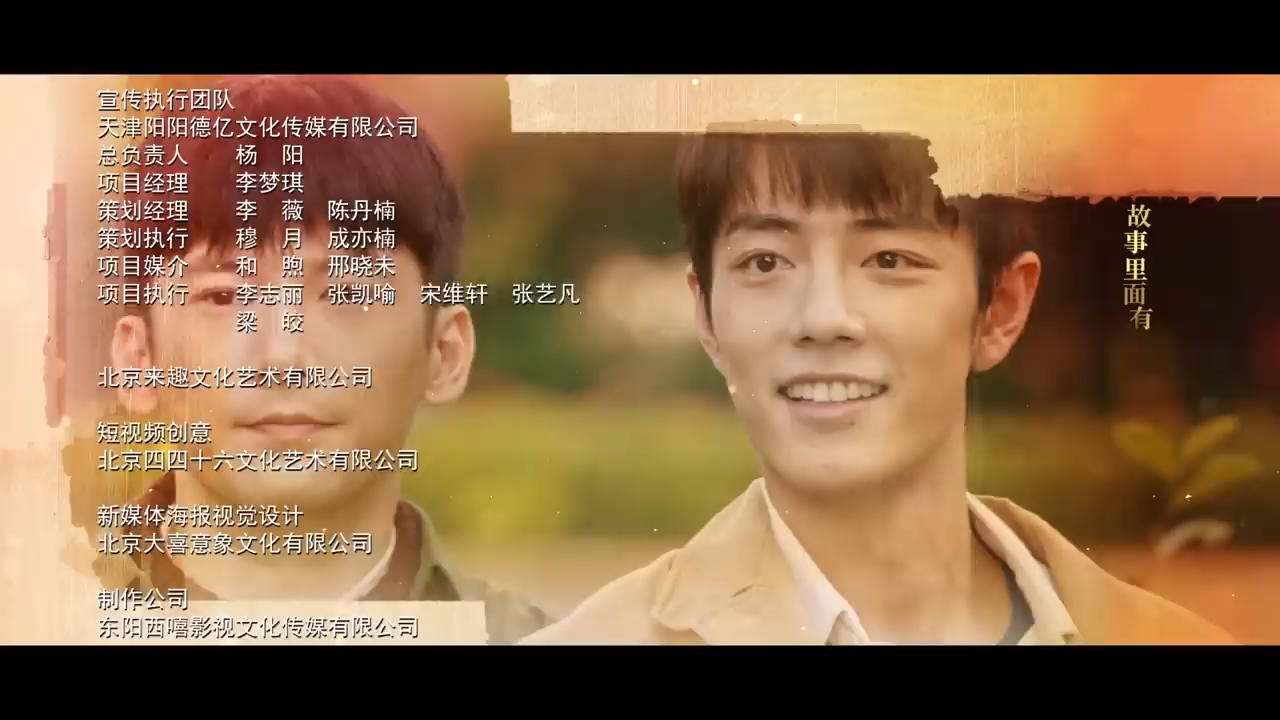 宣传执行团队
天津阳阳德亿文化传媒有限公司
总负责人 杨 阳
项目经理 李梦琪
策划经理 李 薇 陈丹楠
策划执行 穆 月 成亦楠
项目媒介 和 煦 邢晓未
项目执行 李志丽 张凯喻 宋维轩 张艺凡
梁 皎
北京来趣文化艺术有限公司
短视频创意
北京四四十六文化艺术有限公司
新媒体海报视觉设计
北京大喜意象文化有限公司
制作公司
东阳西嘻影视文化传媒有限公司
故事里面有